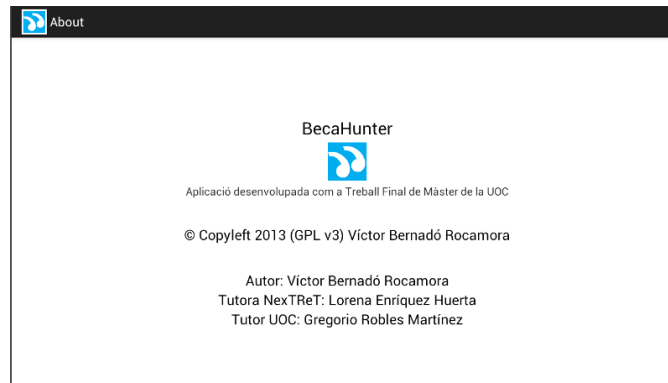 About
BecaHunter
Aplicació desenvolupada com a Treball Final de Màster de la UOC
© Copyleft 2013 (GPL v3) Víctor Bernadó Rocamora
Autor: Víctor Bernadó Rocamora
Tutora NexTReT: Lorena Enríquez Huerta
Tutor UOC: Gregorio Robles Martínez